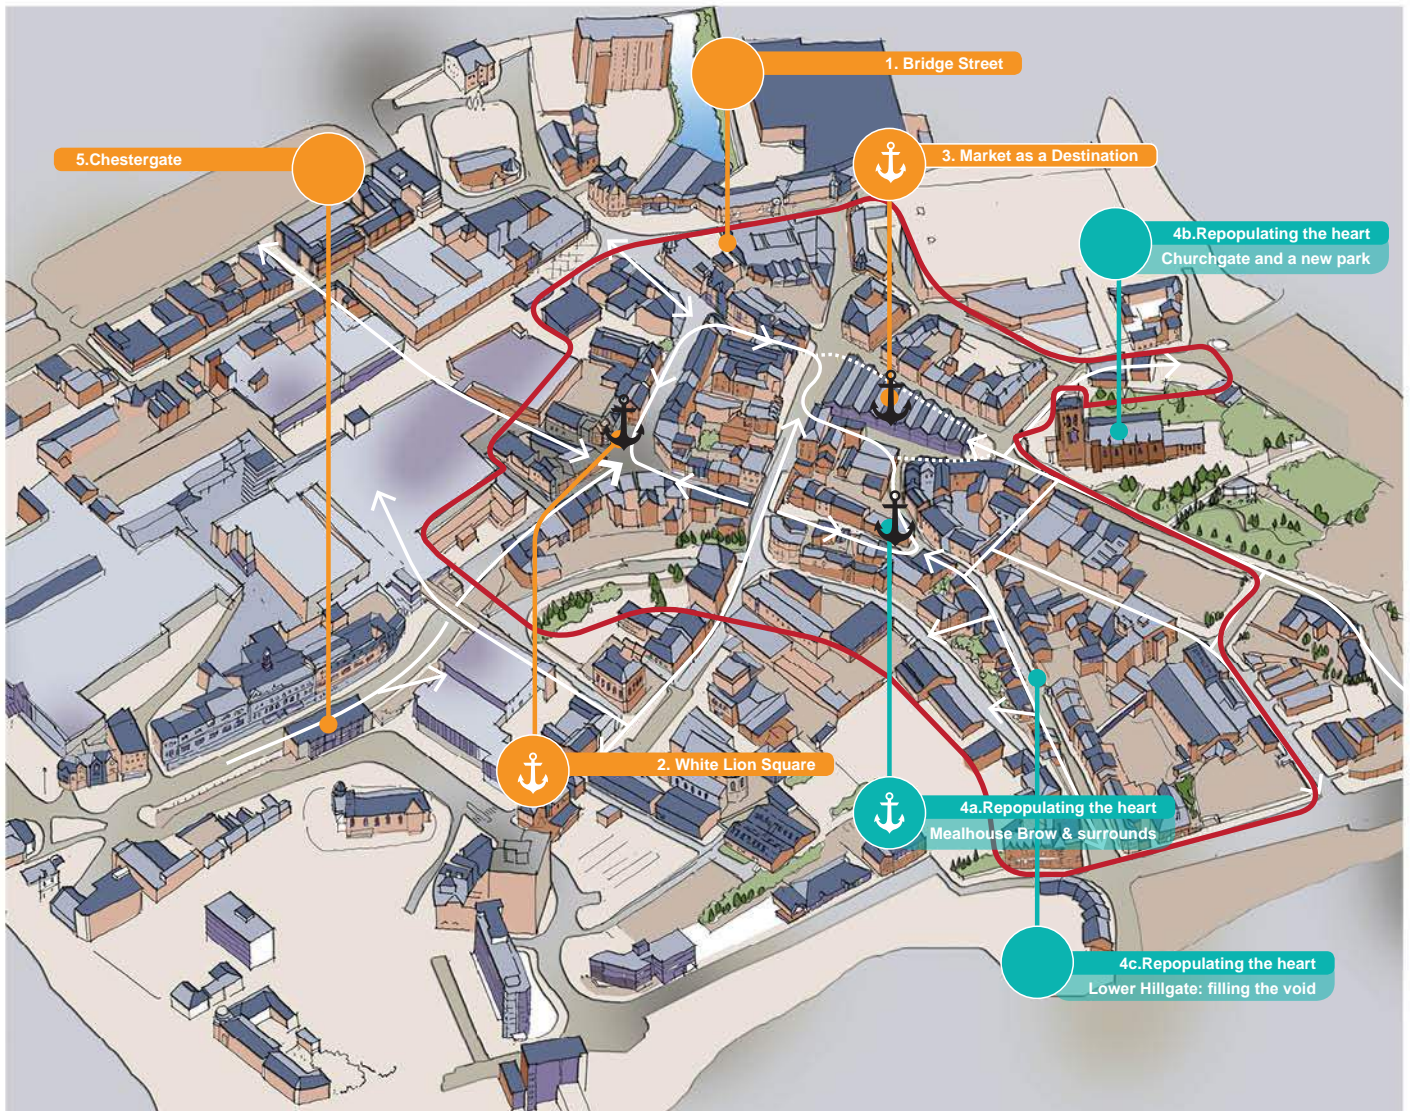 1. Bridge Street
5.Chestergate
3. Market as a Destination
4b.Repopulating the heart
Churchgate and a new park
2. White Lion Square
4a.Repopulating the heart
Mealhouse Brow & surrounds
4c.Repopulating the heart
Lower Hillgate: filling the void